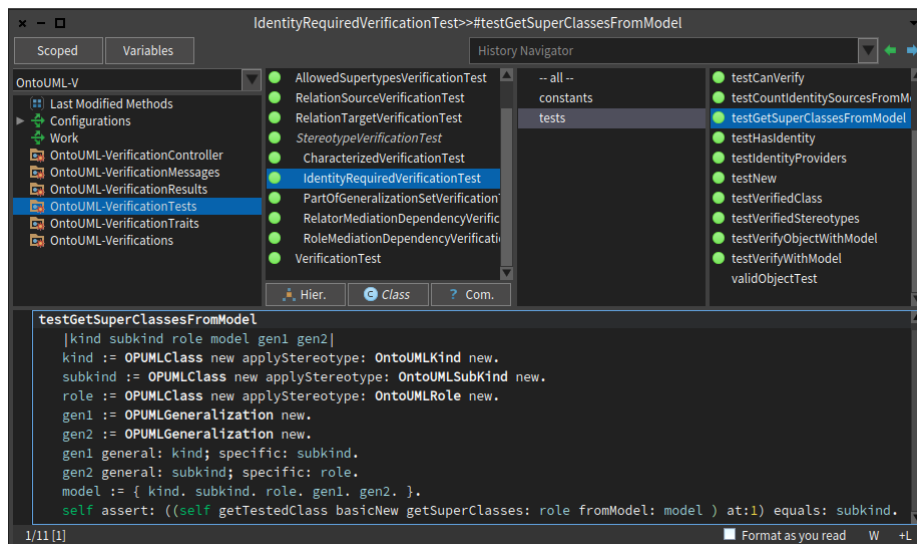 IdentityRequiredVerificationTest>>#testGetSuperClassesFromModel
Scoped
Variables
History Navigator
OntoUML-V
Last Modified Methods
Configurations
Work
OntoUML-VerificationController
OntoUML-VerificationMessages
OntoUML-VerificationResults
OntoUML-VerificationTests
OntoUML-VerificationTraits
OntoUML-Verifications
AllowedSupertypesVerificationTest
RelationSourceVerificationTest
RelationTargetVerificationTest
StereotypeVerificationTest
CharacterizedVerificationTest
IdentityRequiredVerificationTest
PartOfGeneralizationSetVerification
RelatorMediationDependencyVerific
RoleMediationDependencyVerificati
VerificationTest
Hier.
Class
? Com.
-- all --
constants
tests
testCanVerify
testCountIdentitySourcesFromM
testGetSuperClassesFromModel
testHasIdentity
testIdentityProviders
testNew
testVerifiedClass
testVerifiedStereotypes
testVerifyObjectWithModel
testVerifyWithModel
validObjectTest
testGetSuperClassesFromModel
|kind subkind role model gen1 gen2|
kind := OPUMLClass new applyStereotype: OntoUMLKind new.
subkind := OPUMLClass new applyStereotype: OntoUMLSubKind new.
role := OPUMLClass new applyStereotype: OntoUMLRole new.
gen1 := OPUMLGeneralization new.
gen2 := OPUMLGeneralization new.
gen1 general: kind; specific: subkind.
gen2 general: subkind; specific: role.
model := { kind. subkind. role. gen1. gen2. }.
self assert: ((self getTestedClass basicNew getSuperClasses: role fromModel: model ) at:1) equals: subkind.
1/11 [1]
Format as you read
W
+L